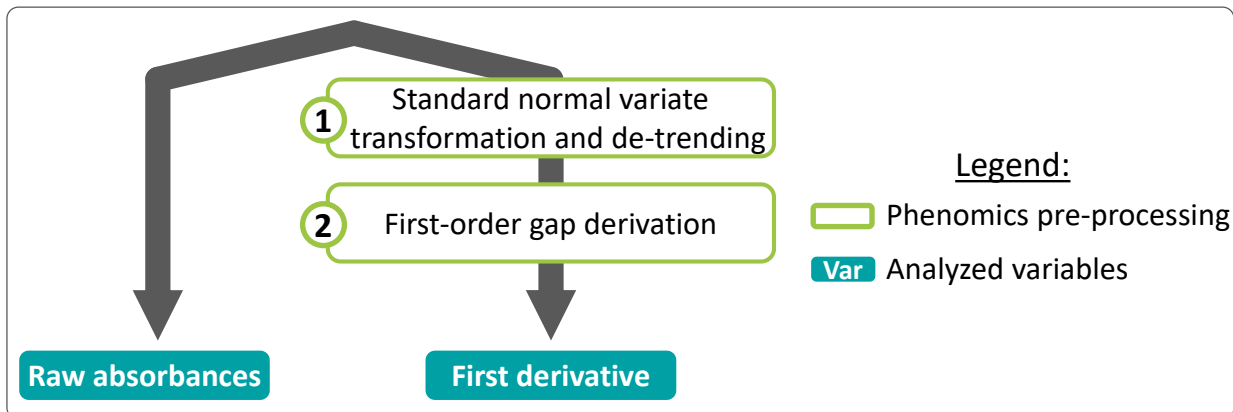 1
Standard normal variate
transformation and de-trending
2
First-order gap derivation
Raw absorbances
First derivative
Legend:
Phenomics pre-processing
Var
Analyzed variables